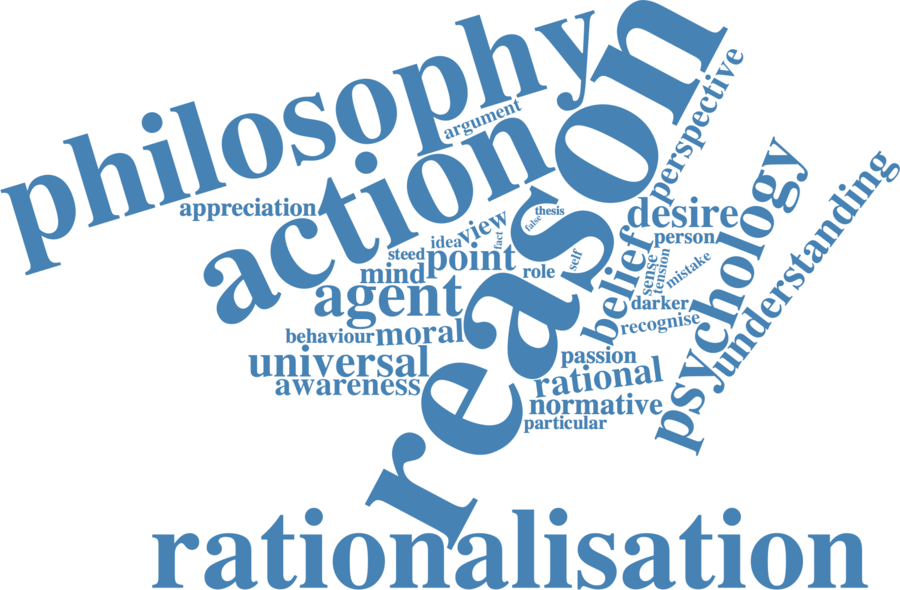 philosophy
argument
action
reason
perspective
appreciation
view
thesis
false
fact
idea
steed
point
mind
role
self
agent
desire
person
belief
sense
tension
mistake
darker
recognise
psychology
understanding
behaviour
moral
universal
awareness
passion
rational
normative
particular
rationalisation